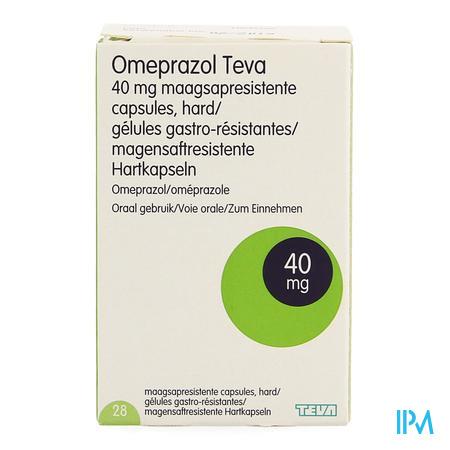 Omeprazol Teva
40 mg maagsapresistente
capsules, hard/
gélules gastro-résistantes/
magensaftresistente
Hartkapseln
Omeprazol/oméprazole
Oraal gebruik/Voie orale/Zum Einnehmen
40
mg
28
maagsapresistente capsules, hard/
gélules gastro-résistantes/
magensaftresistente Hartkapseln
TEVA
IPM